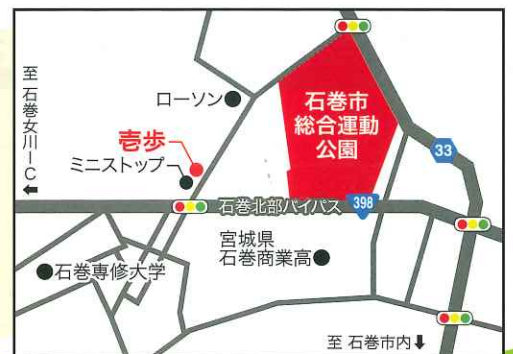 至 石巻女川IC
ローソン
壱歩
ミニストップ
石巻市
総合運動
公園
33
石巻北部バイパス
398
宮城県
石巻商業高
石巻専修大学
至 石巻市内